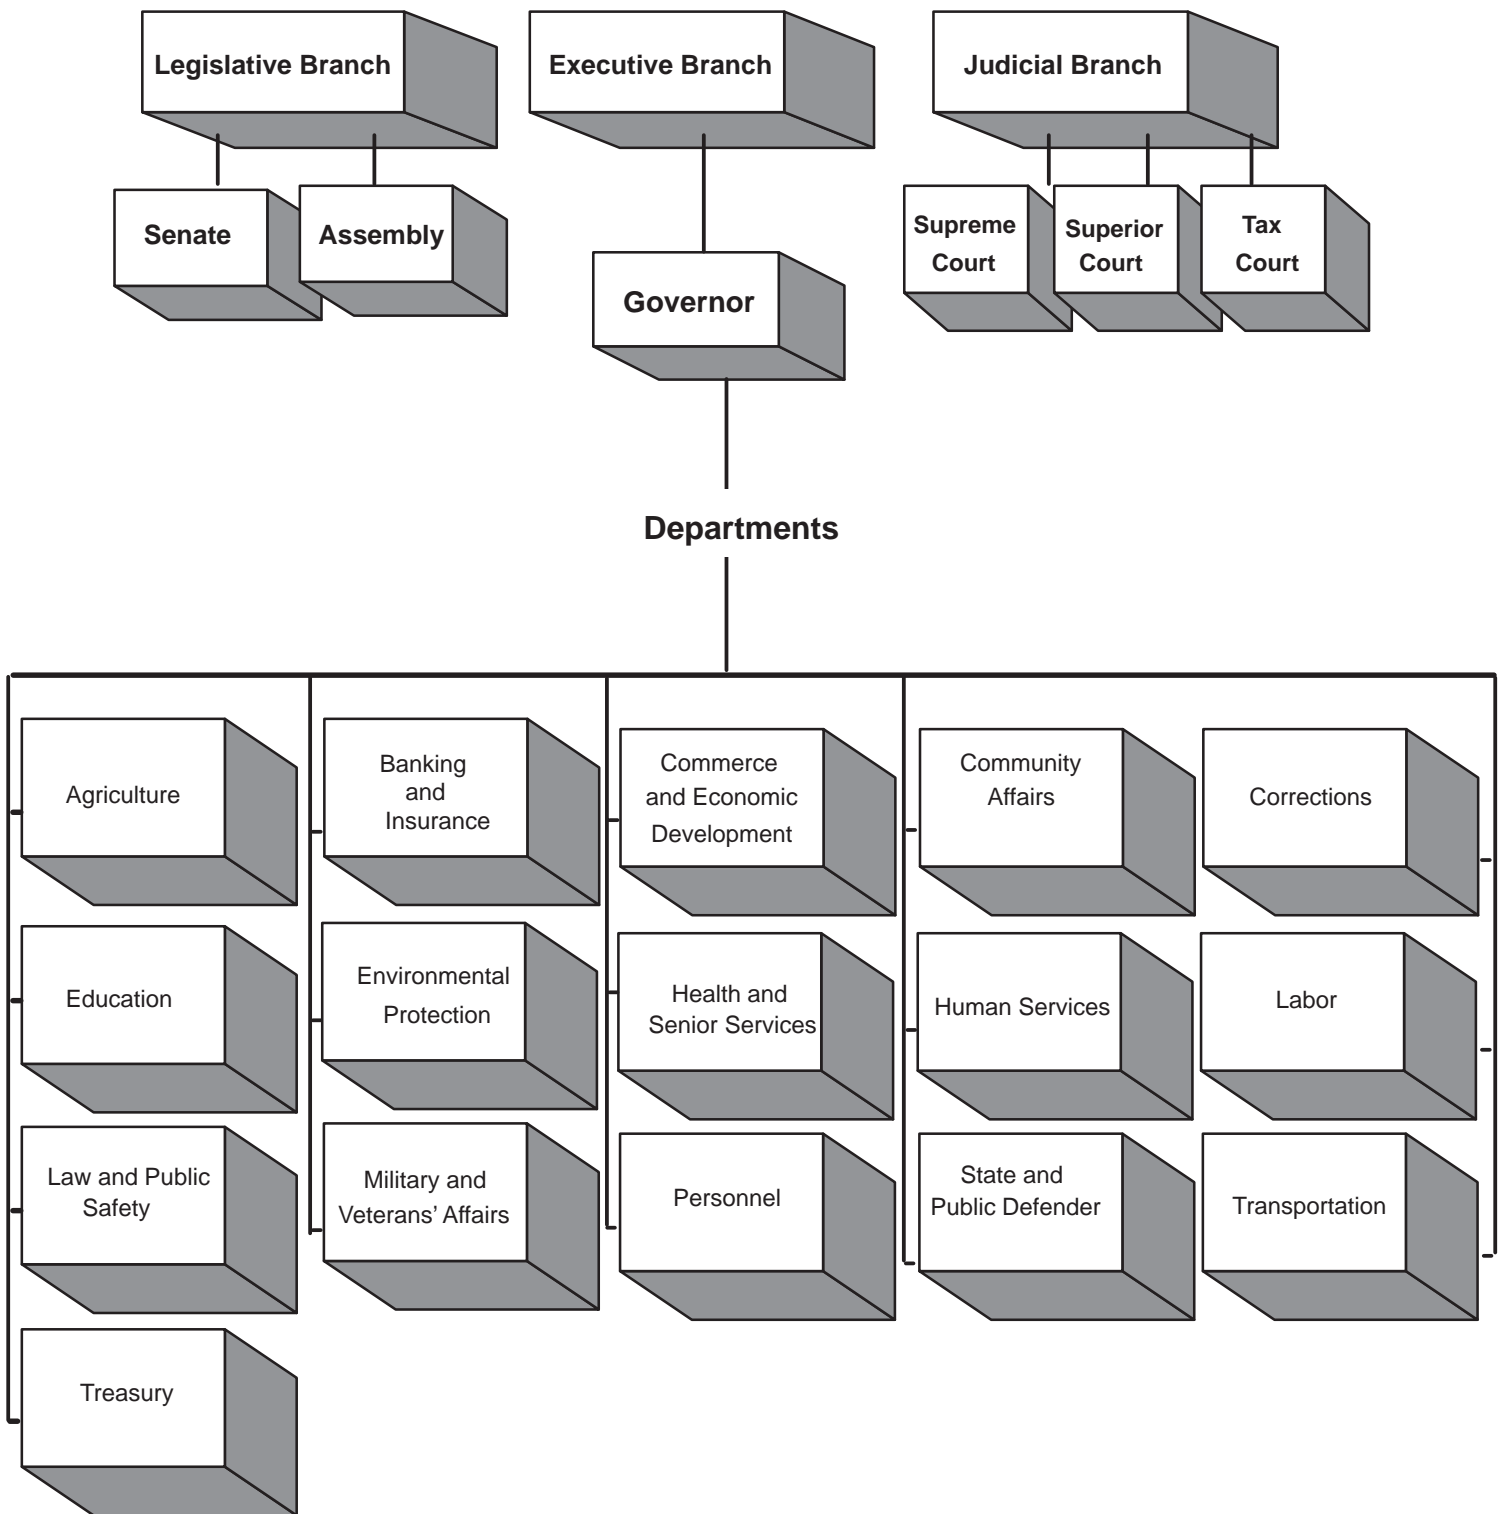 Legislative Branch
Executive Branch
Judicial Branch
Senate
Assembly
Governor
Supreme
Court
Superior
Court
Tax
Court
Departments
Agriculture
Banking
and
Insurance
Commerce
and Economic
Development
Community
Affairs
Corrections
Education
Environmental
Protection
Health and
Senior Services
Human Services
Labor
Law and Public
Safety
Military and
Veterans’ Affairs
Personnel
State and
Public Defender
Transportation
Treasury